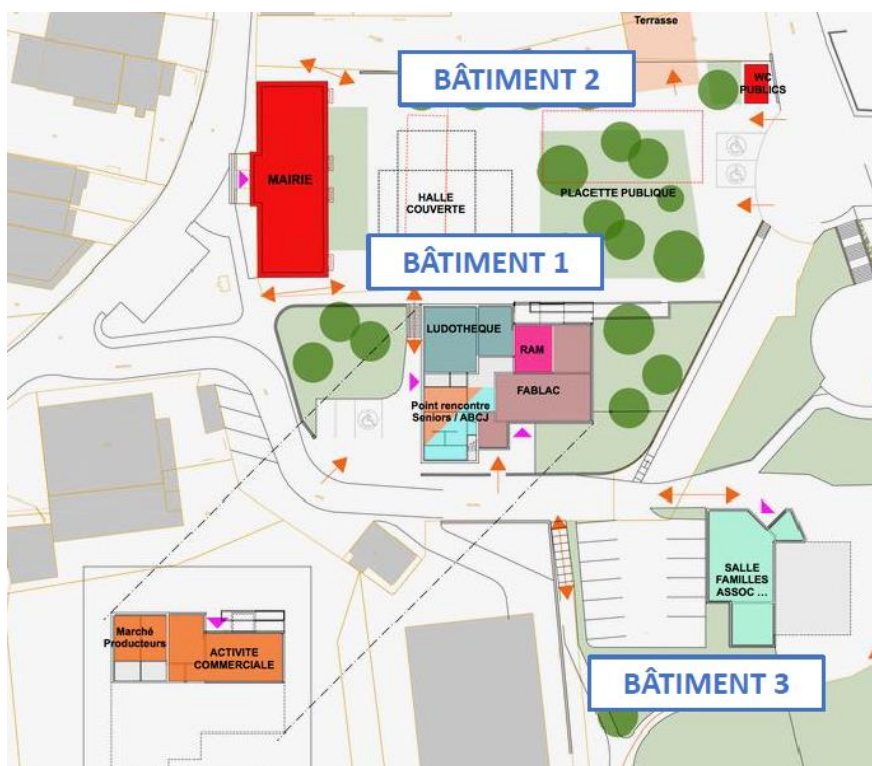 Terrasse
BÂTIMENT 2
WC
PUBLICS
MAIRIE
HALLE
COUVERTE
PLACETTE PUBLIQUE
BÂTIMENT 1
LUDOTHEQUE
RAM
FABLAC
Point rencontre
Seniors / ABCJ
SALLE
FAMILLES
ASSOC ...
Marché
Producteurs
ACTIVITE
COMMERCIALE
BÂTIMENT 3